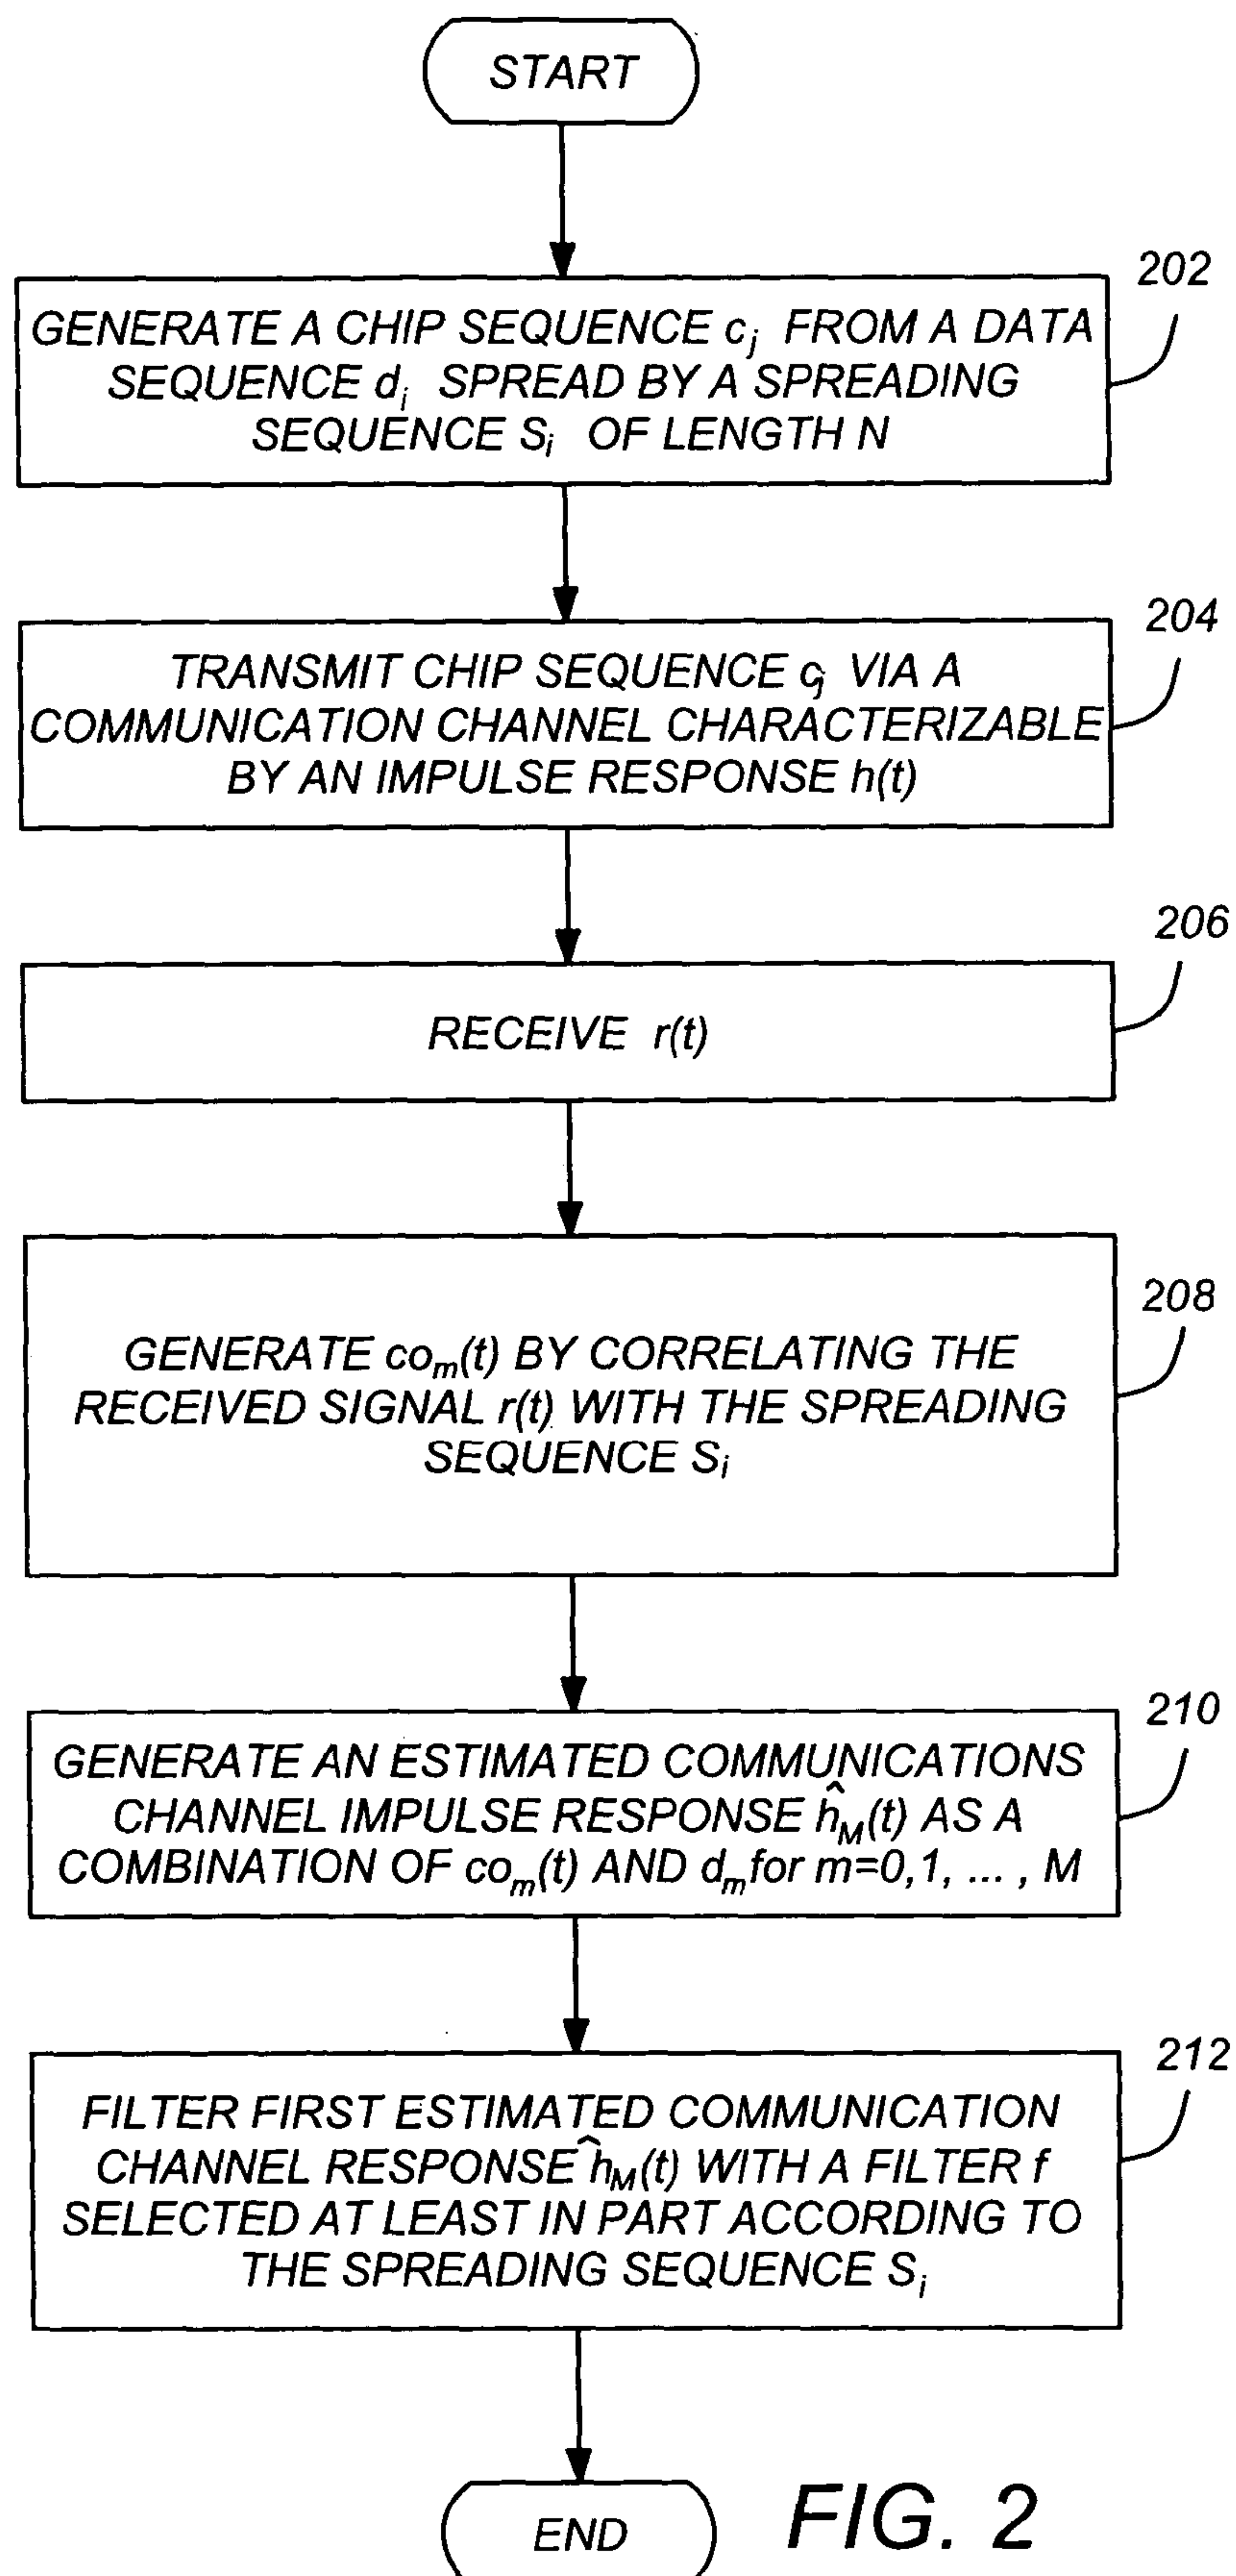 START
202
GENERATE A CHIP SEQUENCE cj FROM A DATA
SEQUENCE di SPREAD BY A SPREADING
SEQUENCE Si OF LENGTH N
204
TRANSMIT CHIP SEQUENCE cj VIA A
COMMUNICATION CHANNEL CHARACTERIZABLE
BY AN IMPULSE RESPONSE h(t)
206
RECEIVE r(t)
208
GENERATE com(t) BY CORRELATING THE
RECEIVED SIGNAL r(t) WITH THE SPREADING
SEQUENCE Si
210
GENERATE AN ESTIMATED COMMUNICATIONS
CHANNEL IMPULSE RESPONSE ĥM(t) AS A
COMBINATION OF com(t) AND dm for m=0,1, ... , M
212
FILTER FIRST ESTIMATED COMMUNICATION
CHANNEL RESPONSE ĥM(t) WITH A FILTER f
SELECTED AT LEAST IN PART ACCORDING TO
THE SPREADING SEQUENCE Si
END
FIG. 2